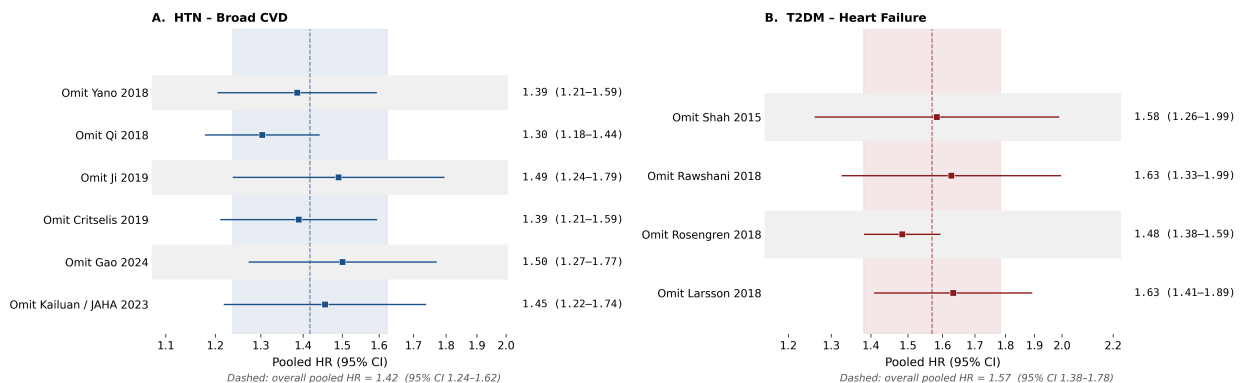 A.  HTN – Broad CVD
Omit Yano 2018
1.39 (1.21–1.59)
Omit Qi 2018
1.30 (1.18–1.44)
Omit Ji 2019
1.49 (1.24–1.79)
Omit Critselis 2019
1.39 (1.21–1.59)
Omit Gao 2024
1.50 (1.27–1.77)
Omit Kailuan / JAHA 2023
1.45 (1.22–1.74)
1.1 1.2 1.3 1.4 1.5 1.6 1.7 1.8 1.9 2.0
Pooled HR (95% CI)
Dashed: overall pooled HR = 1.42  (95% CI 1.24–1.62)
B.  T2DM – Heart Failure
Omit Shah 2015
1.58 (1.26–1.99)
Omit Rawshani 2018
1.63 (1.33–1.99)
Omit Rosengren 2018
1.48 (1.38–1.59)
Omit Larsson 2018
1.63 (1.41–1.89)
1.2 1.3 1.4 1.5 1.6 1.7 1.8 1.9 2.0 2.2
Pooled HR (95% CI)
Dashed: overall pooled HR = 1.57  (95% CI 1.38–1.78)